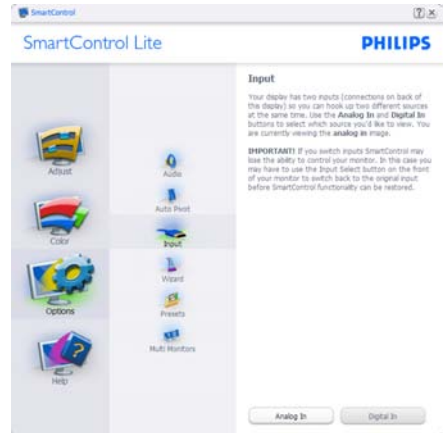 SmartControl
SmartControl Lite
PHILIPS
Adjust
Color
Options
Help
Audio
Auto Pivot
Input
Wizard
Presets
Multi Monitors
Input
Your display has two inputs (connections on back of
the display) so you can hook up two different sources
at the same time. Use the Analog In and Digital In
buttons to select which source you'd like to view. You
are currently viewing the analog in image.
IMPORTANT! If you switch inputs SmartControl may
lose the ability to control your monitor. In this case you
may have to use the Input Select button on the front
of your monitor to switch back to the original input
before SmartControl functionality can be restored.
Analog In
Digital In